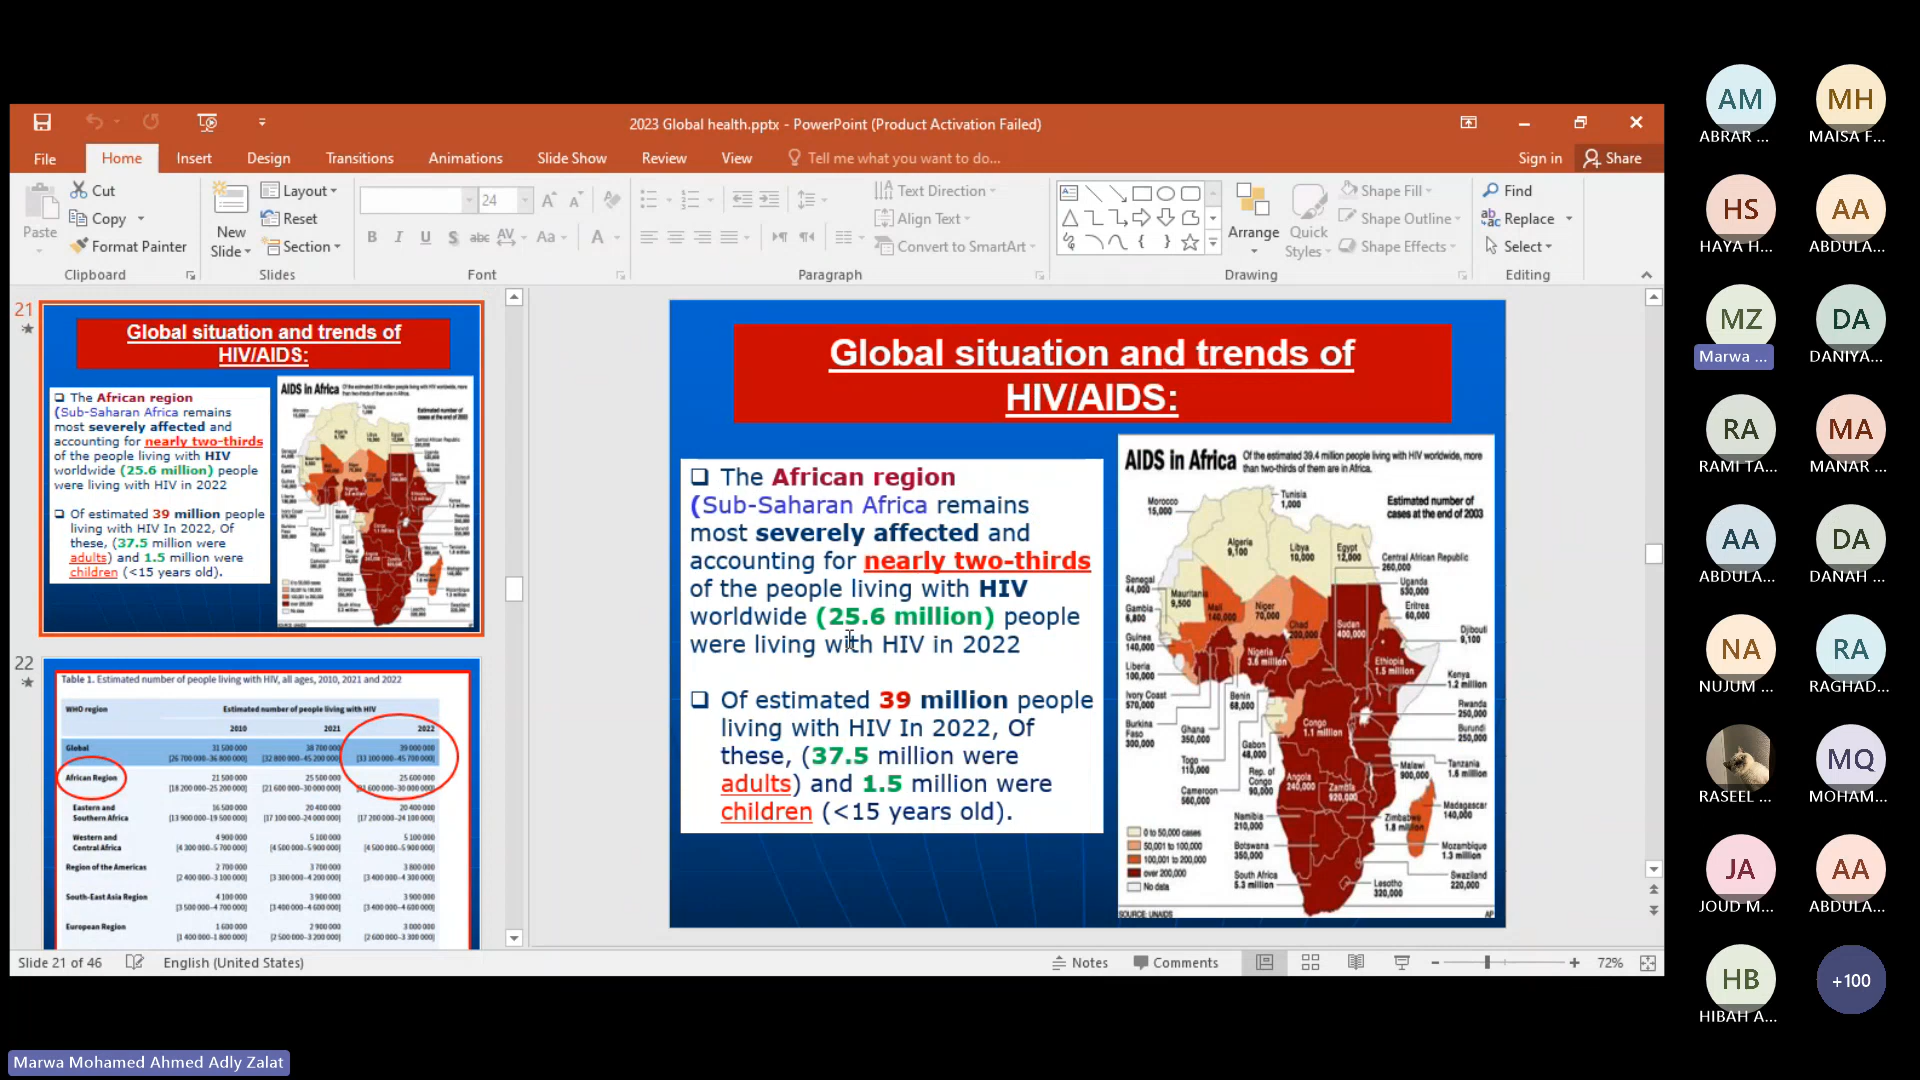 2023 Global health.pptx - PowerPoint (Product Activation Failed)
File
Home
Insert
Design
Transitions
Animations
Slide Show
Review
View
Tell me what you want to do...
Sign in
Share
Paste
Cut
Copy
Format Painter
Clipboard
New
Slide
Layout
Reset
Section
Slides
24
Font
Text Direction
Align Text
Convert to SmartArt
Paragraph
Arrange
Quick
Styles
Shape Fill
Shape Outline
Shape Effects
Drawing
Find
Replace
Select
Editing
21
Global situation and trends of
HIV/AIDS:
The African region
(Sub-Saharan Africa remains
most severely affected and
accounting for nearly two-thirds
of the people living with HIV
worldwide (25.6 million) people
were living with HIV in 2022
Of estimated 39 million people
living with HIV In 2022, Of
these, (37.5 million were
adults) and 1.5 million were
children (<15 years old).
AIDS in Africa
22
Table 1. Estimated number of people living with HIV, all ages, 2010, 2021 and 2022
WHO region
Estimated number of people living with HIV
2010 2021 2022
Global 31 500 000 38 700 000 39 000 000
[26 700 000–36 800 000] [32 800 000–45 200 000] [33 100 000–45 700 000]
African Region 21 500 000 25 500 000 25 600 000
[18 200 000–25 200 000] [21 600 000–30 000 000] [21 600 000–30 000 000]
Eastern and
Southern Africa
16 500 000 20 400 000 20 400 000
[13 900 000–19 500 000] [17 100 000–24 000 000] [17 200 000–24 100 000]
Western and
Central Africa
4 900 000 5 100 000 5 100 000
[4 300 000–5 700 000] [4 500 000–5 900 000] [4 500 000–5 900 000]
Region of the Americas 2 700 000 3 700 000 3 800 000
[2 400 000–3 100 000] [3 300 000–4 200 000] [3 400 000–4 300 000]
South-East Asia Region 4 100 000 3 900 000 3 900 000
[3 500 000–4 700 000] [3 400 000–4 600 000] [3 400 000–4 600 000]
European Region 1 600 000 2 900 000 3 000 000
[1 400 000–1 800 000] [2 500 000–3 200 000] [2 600 000–3 300 000]
Global situation and trends of
HIV/AIDS:
The African region
(Sub-Saharan Africa remains
most severely affected and
accounting for nearly two-thirds
of the people living with HIV
worldwide (25.6 million) people
were living with HIV in 2022
Of estimated 39 million people
living with HIV In 2022, Of
these, (37.5 million were
adults) and 1.5 million were
children (<15 years old).
AIDS in Africa
Of the estimated 39.4 million people living with HIV worldwide, more
than two-thirds of them are in Africa.
Estimated number of
cases at the end of 2003
Morocco
15,000
Tunisia
1,000
Algeria
9,100
Libya
10,000
Egypt
12,000
Central African Republic
260,000
Uganda
530,000
Eritrea
60,000
Djibouti
9,100
Senegal
44,000
Gambia
6,800
Guinea
140,000
Liberia
100,000
Ivory Coast
570,000
Burkina
Faso
300,000
Mauritania
9,500
Mali
140,000
Niger
70,000
Chad
200,000
Sudan
400,000
Nigeria
3.6 million
Ethiopia
1.5 million
Kenya
1.2 million
Benin
68,000
Ghana
350,000
Togo
110,000
Cameroon
560,000
Gabon
48,000
Rep. of
Congo
90,000
Congo
1.1 million
Rwanda
250,000
Burundi
250,000
Tanzania
1.6 million
Malawi
900,000
Angola
240,000
Zambia
920,000
Madagascar
140,000
Zimbabwe
1.8 million
Mozambique
1.3 million
Namibia
210,000
Botswana
350,000
South Africa
5.3 million
Swaziland
220,000
Lesotho
320,000
0 to 50,000 cases
50,001 to 100,000
100,001 to 200,000
over 200,000
No data
SOURCE: UNAIDS
AP
Slide 21 of 46
English (United States)
Notes
Comments
72%
AM
ABRAR ...
MH
MAISA F...
HS
HAYA H...
AA
ABDULA...
MZ
Marwa ...
DA
DANIYA...
RA
RAMI TA...
MA
MANAR ...
AA
ABDULA...
DA
DANAH ...
NA
NUJUM ...
RA
RAGHAD...
RASEEL ...
MQ
MOHAM...
JA
JOUD M...
AA
ABDULA...
HB
HIBAH A...
+100
Marwa Mohamed Ahmed Adly Zalat